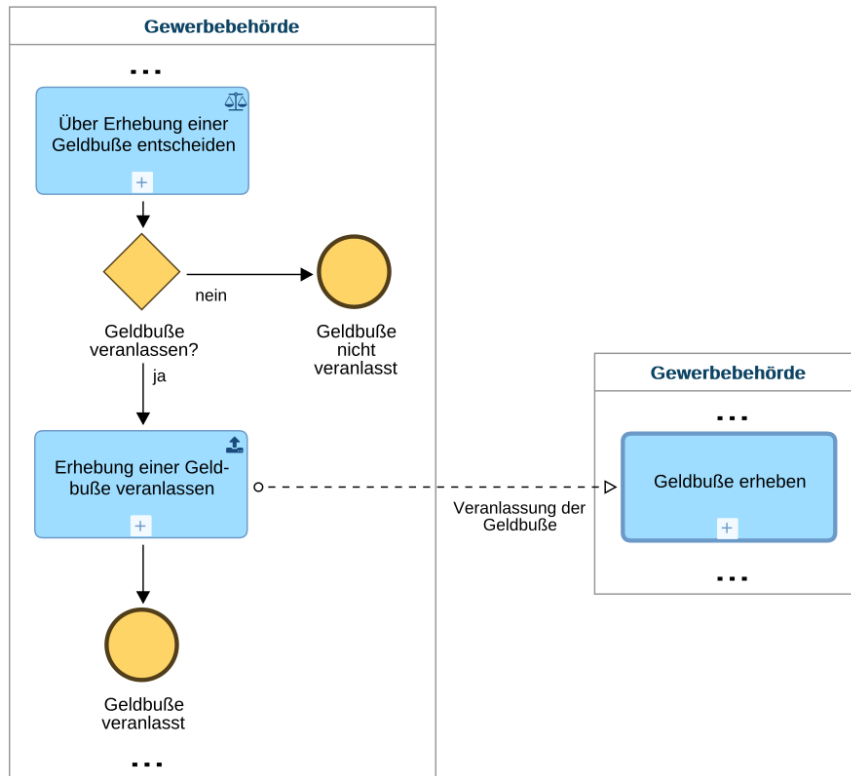 Gewerbebehörde
...
Über Erhebung einer
Geldbuße entscheiden
nein
Geldbuße
veranlassen?
Geldbuße
nicht
veranlasst
ja
Gewerbebehörde
...
Erhebung einer Geld-
buße veranlassen
Geldbuße erheben
Veranlassung der
Geldbuße
...
Geldbuße
veranlasst
...